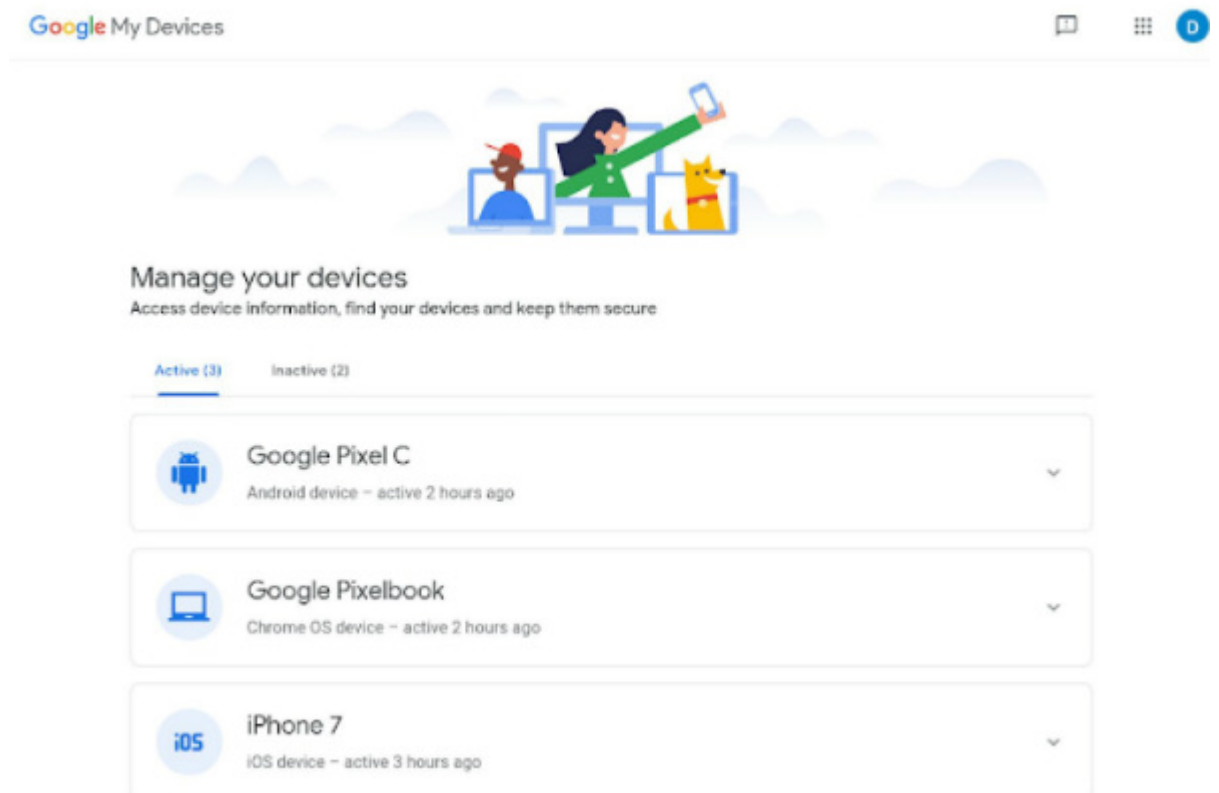 Google My Devices
D
Manage your devices
Access device information, find your devices and keep them secure
Active (3)
Inactive (2)
Google Pixel C
Android device – active 2 hours ago
Google Pixelbook
Chrome OS device – active 2 hours ago
iOS
iPhone 7
iOS device – active 3 hours ago